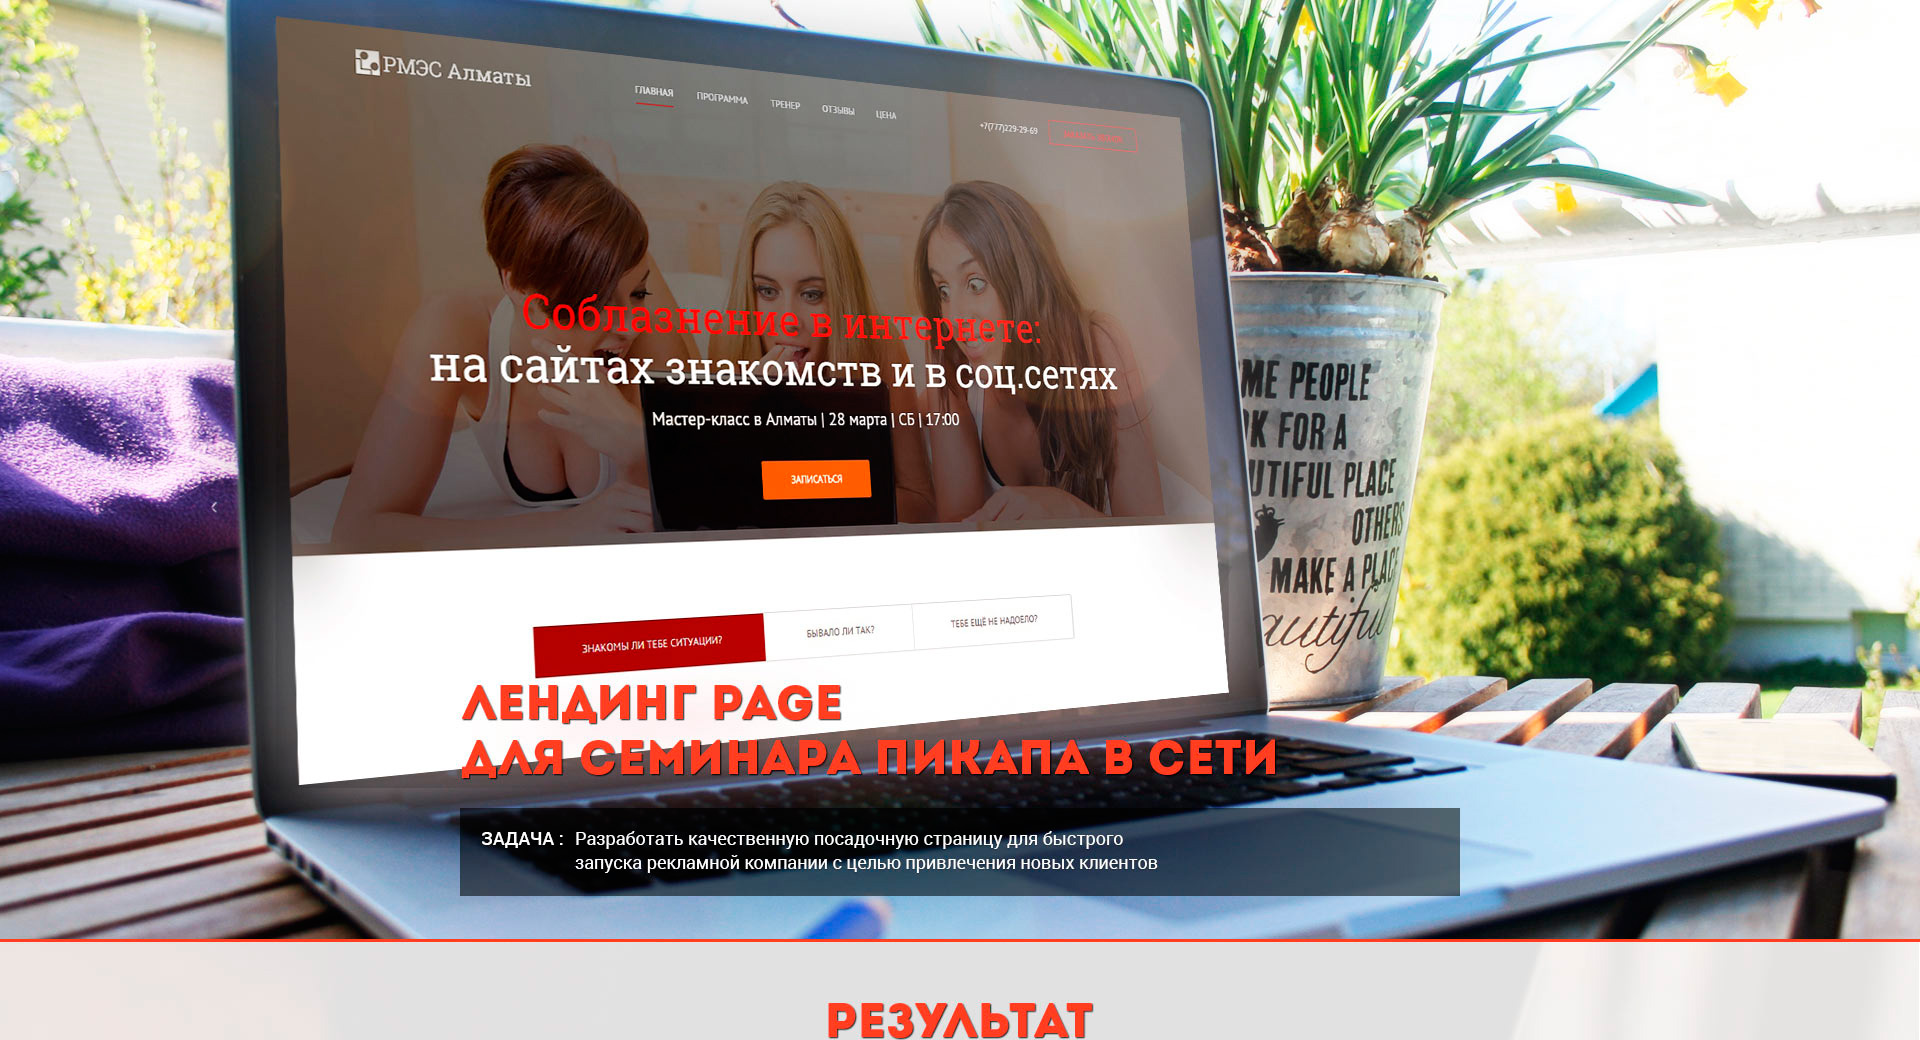 РМЭС Алматы
ГЛАВНАЯ
ПРОГРАММА
ТРЕНЕР
ОТЗЫВЫ
ЦЕНА
+7(777)229-29-69
Соблазнение в интернете:
на сайтах знакомств и в соц.сетях
Мастер-класс в Алматы | 28 марта | СБ | 17:00
ЗАПИСАТЬСЯ
ЗНАКОМЫ ЛИ ТЕБЕ СИТУАЦИИ?
БЫВАЛО ЛИ ТАК?
ТЕБЕ ЕЩЁ НЕ НАДОЕЛО?
ME PEOPLE
K FOR A
UTIFUL PLACE
OTHERS
MAKE A PLAC
autiful
ЛЕНДИНГ PAGE
ДЛЯ СЕМИНАРА ПИКАПА В СЕТИ
ЗАДАЧА : Разработать качественную посадочную страницу для быстрого
запуска рекламной компании с целью привлечения новых клиентов
РЕЗУЛЬТАТ